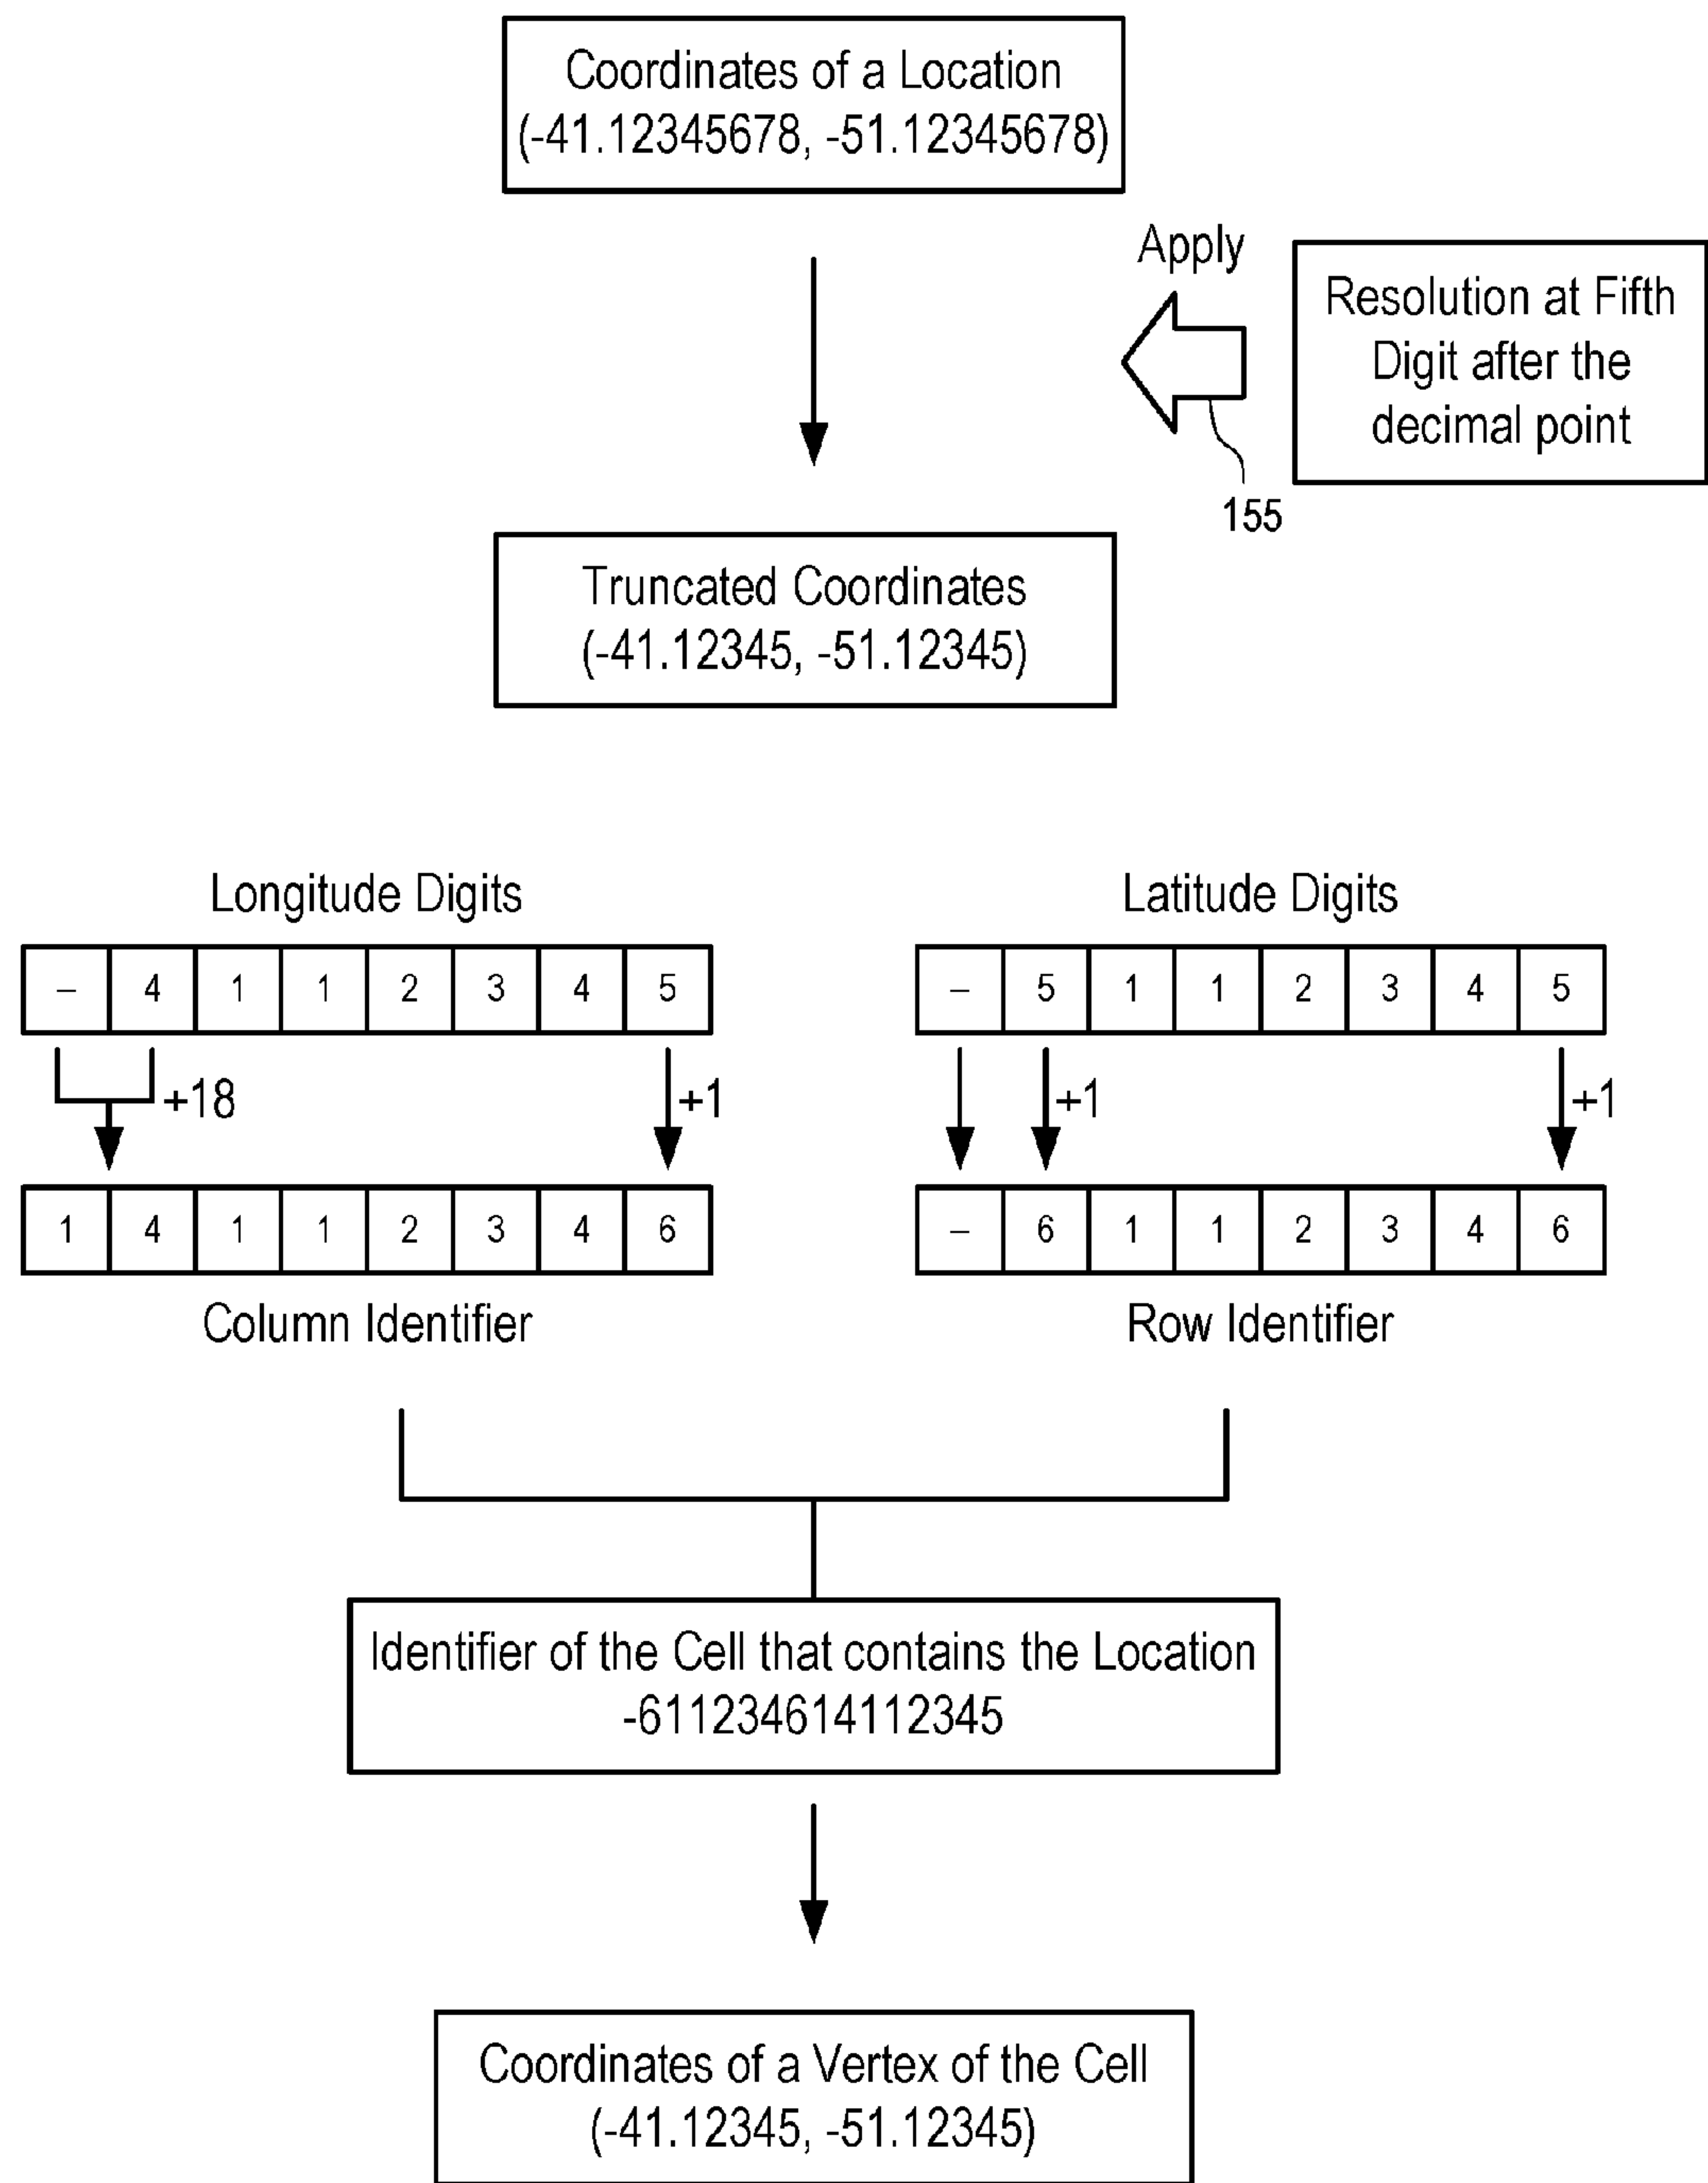 Coordinates of a Location
(-41.12345678, -51.12345678)
Apply
Resolution at Fifth
Digit after the
decimal point
155
Truncated Coordinates
(-41.12345, -51.12345)
Longitude Digits
Latitude Digits
– 4 1 1 2 3 4 5
– 5 1 1 2 3 4 5
+18
+1
+1
+1
1 4 1 1 2 3 4 6
– 6 1 1 2 3 4 6
Column Identifier
Row Identifier
Identifier of the Cell that contains the Location
-611234614112345
Coordinates of a Vertex of the Cell
(-41.12345, -51.12345)